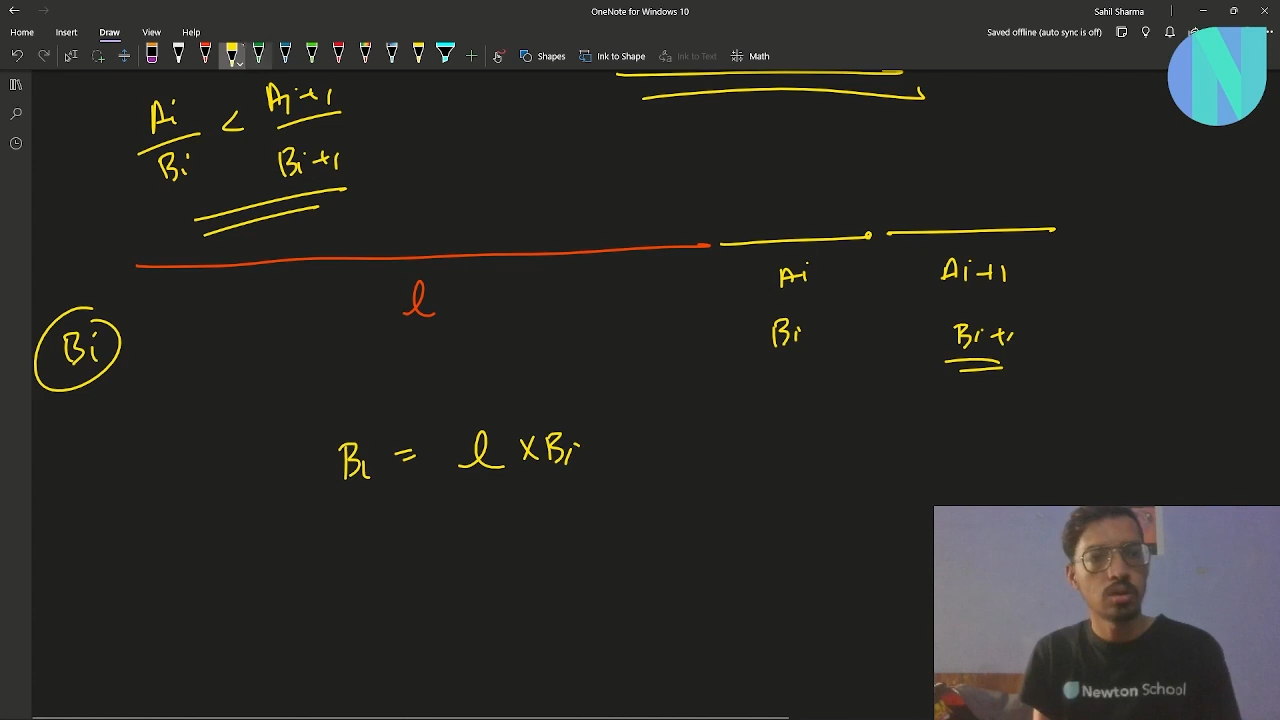 OneNote for Windows 10
Sahil Sharma
Home Insert Draw View Help
Saved offline (auto sync is off)
Shapes Ink to Shape Ink to Text Math
Ai < Ai+1
Bi Bi+1
l Ai Ai+1
Bi Bi Bi+1
Bi = l × Bi
Newton School